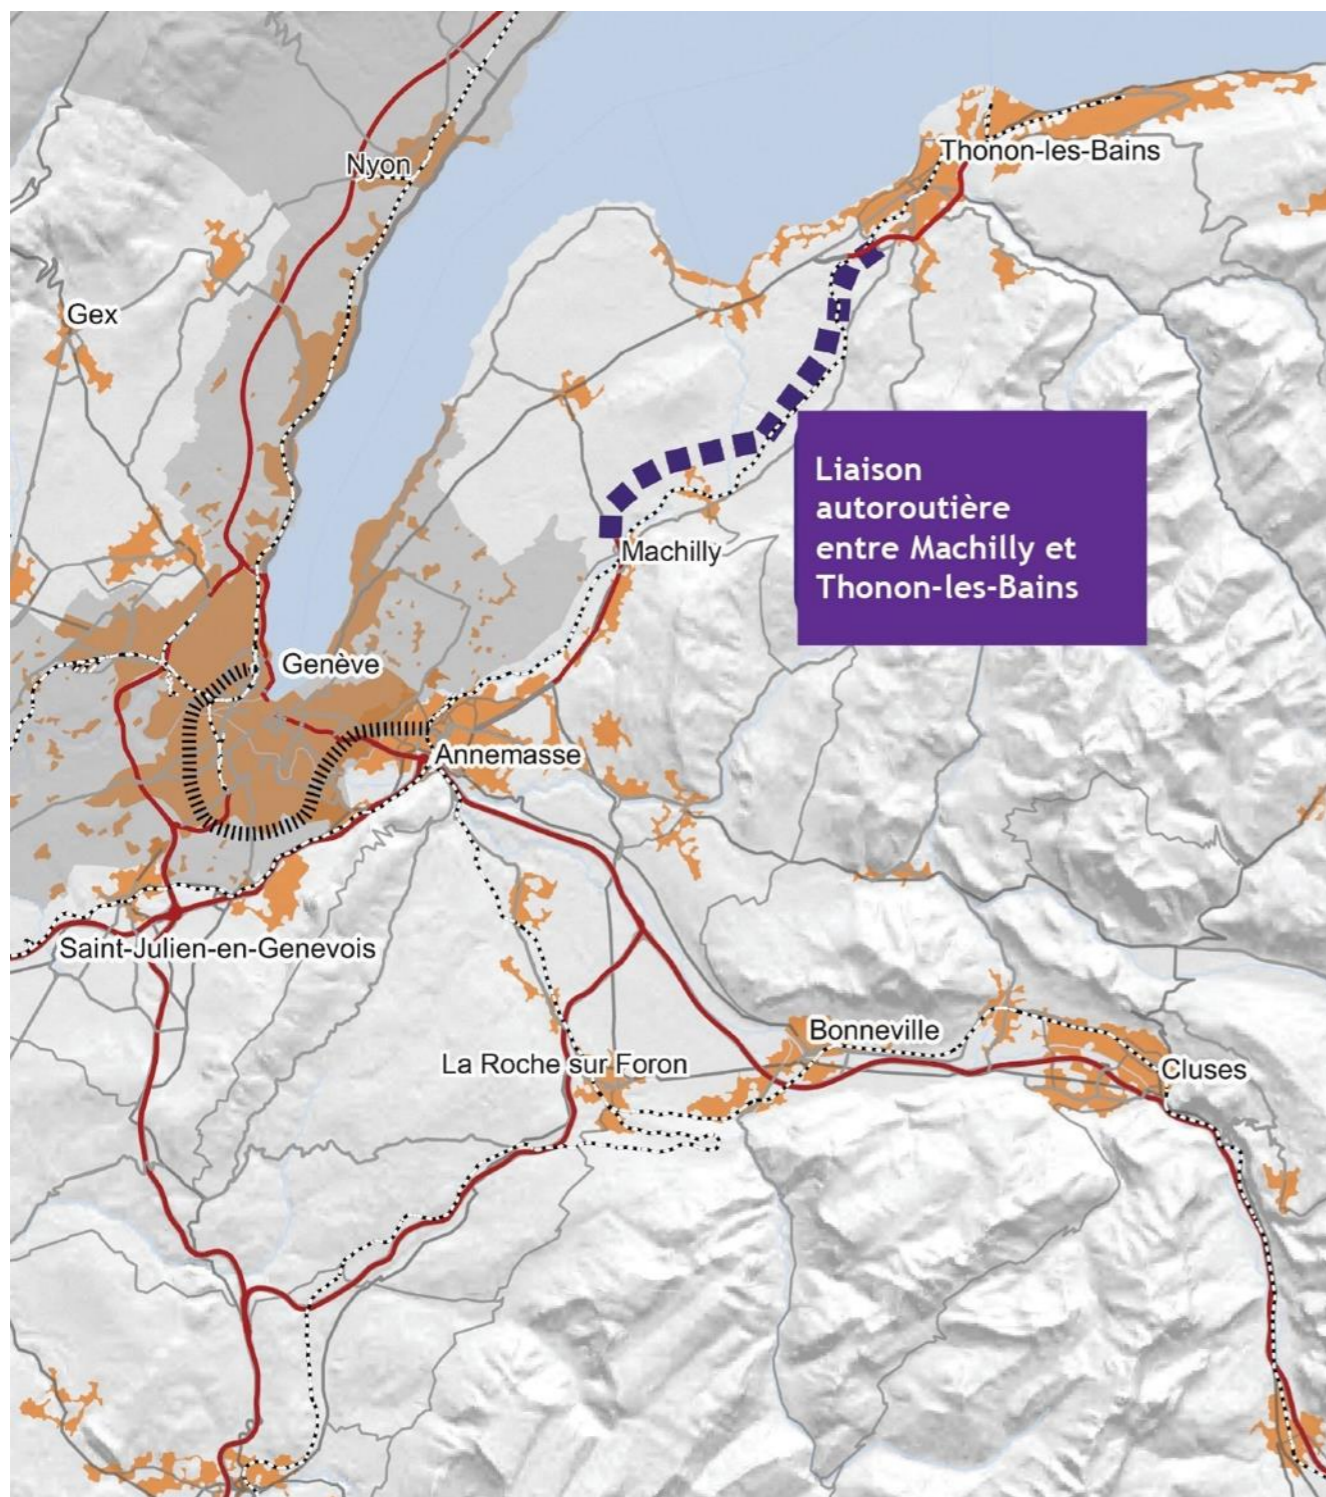 Nyon
Thonon-les-Bains
Gex
Liaison
autoroutière
entre Machilly et
Thonon-les-Bains
Machilly
Genève
Annemasse
Saint-Julien-en-Genevois
Bonneville
La Roche sur Foron
Cluses